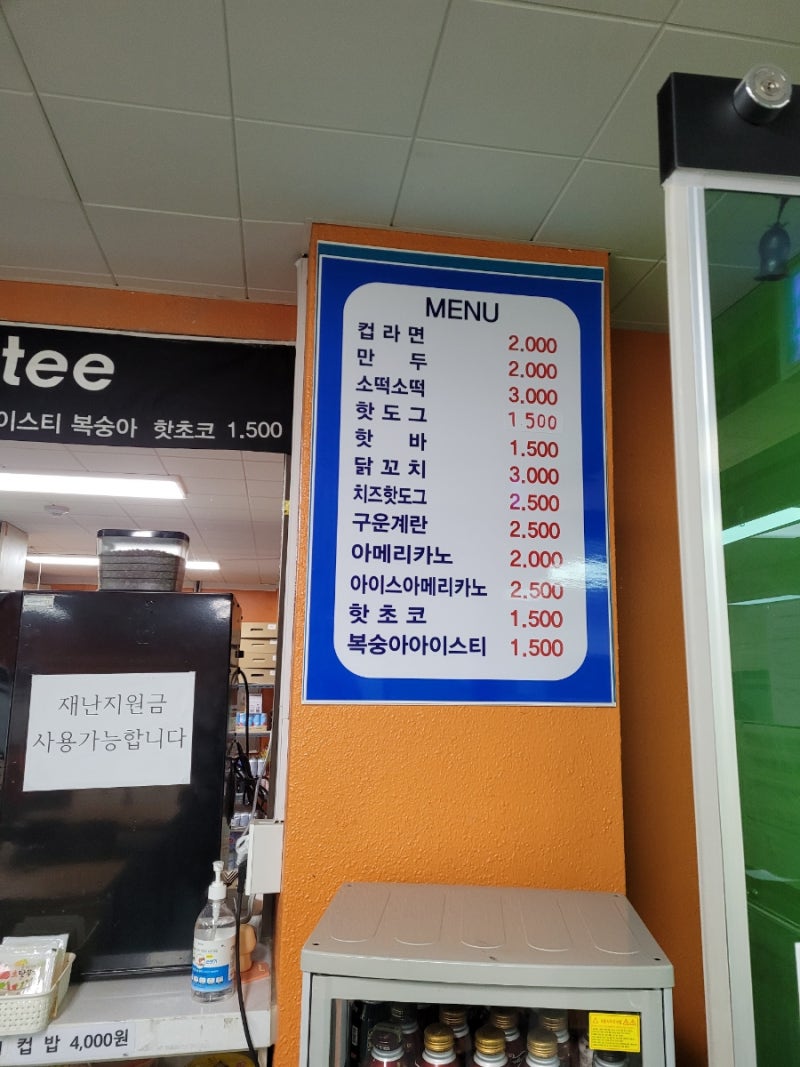 MENU
컵라면 2.000
만 두 2.000
소떡소떡 3.000
핫도그 1 500
핫 바 1.500
닭꼬치 3.000
치즈핫도그 2.500
구운계란 2.500
아메리카노 2.000
아이스아메리카노 2.500
핫초코 1.500
복숭아아이스티 1.500
tee
아이스티 복숭아 핫초코 1.500
재난지원금
사용가능합니다
컵 밥 4,000원